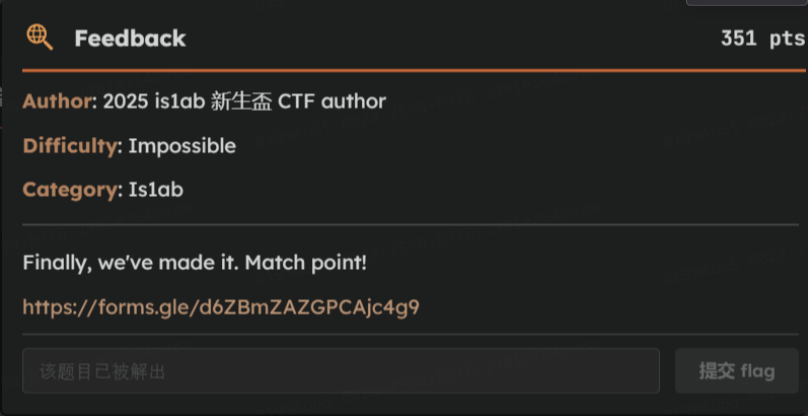 Feedback
351 pts
Author: 2025 is1ab 新生盃 CTF author
Difficulty: Impossible
Category: Is1ab
Finally, we've made it. Match point!
https://forms.gle/d6ZBmZAZGPCAjc4g9
该题目已被解出
提交 flag